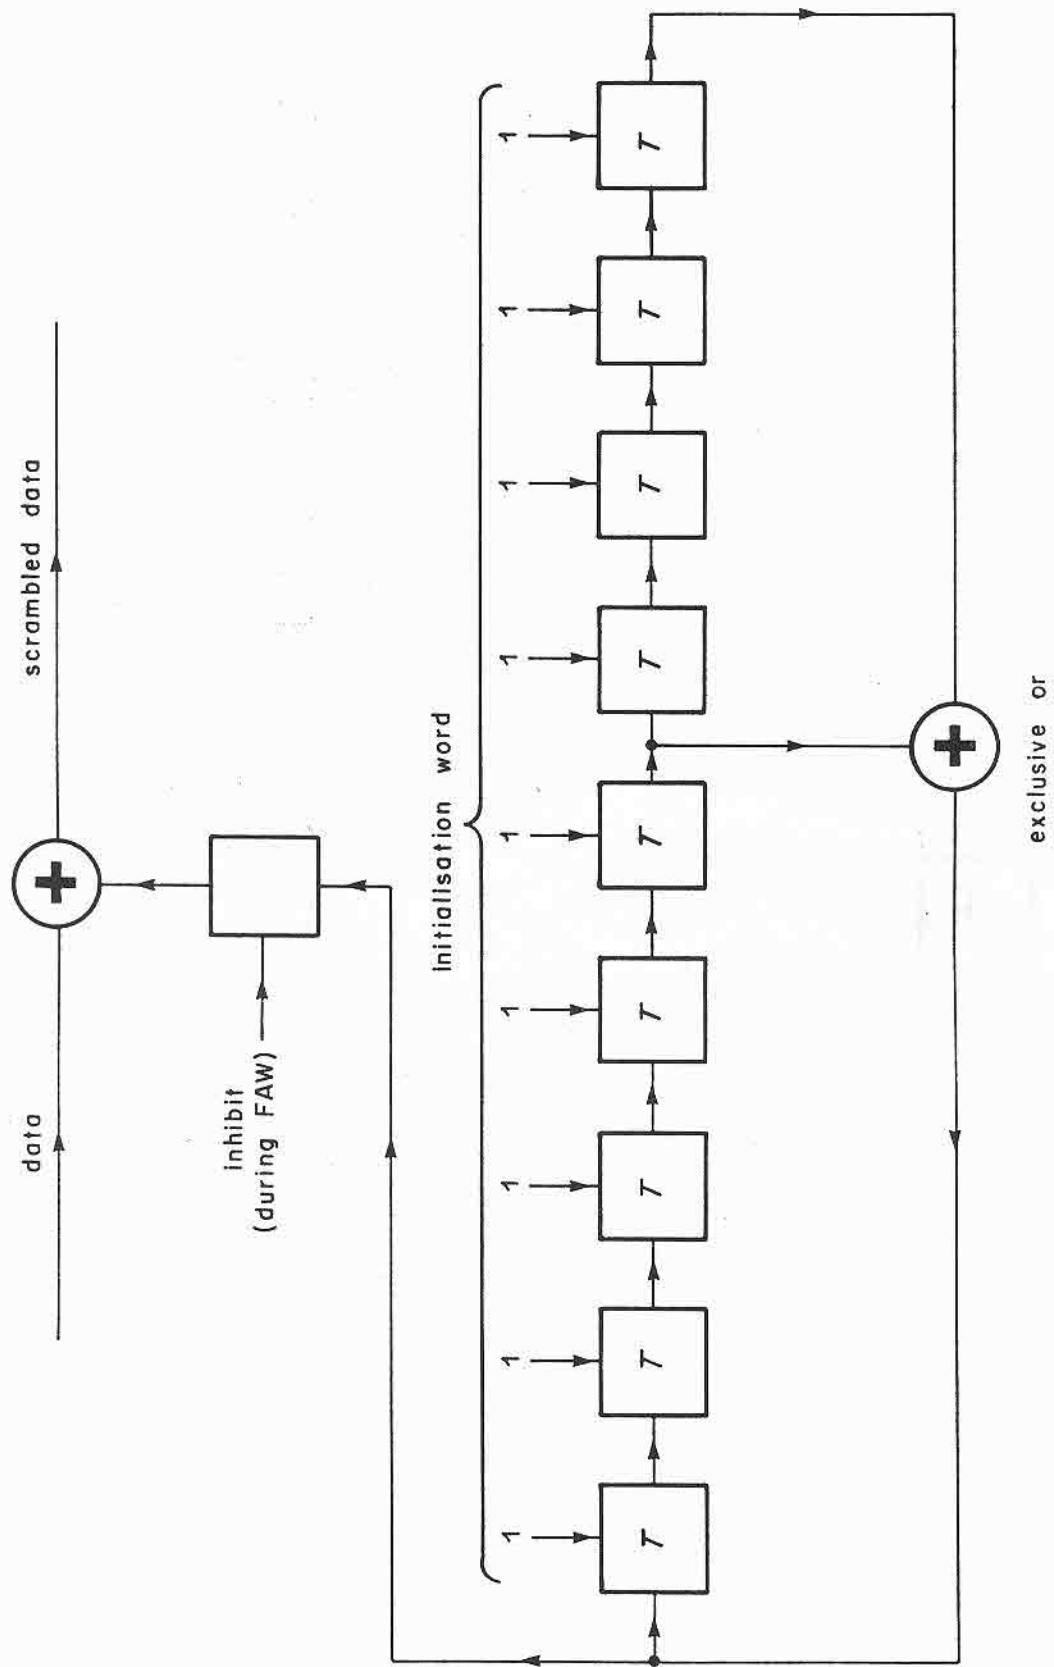 data
scrambled data
inhibit
(during FAW)
initialisation word
1 1 1 1 1 1 1 1 1
T T T T T T T T T
exclusive or